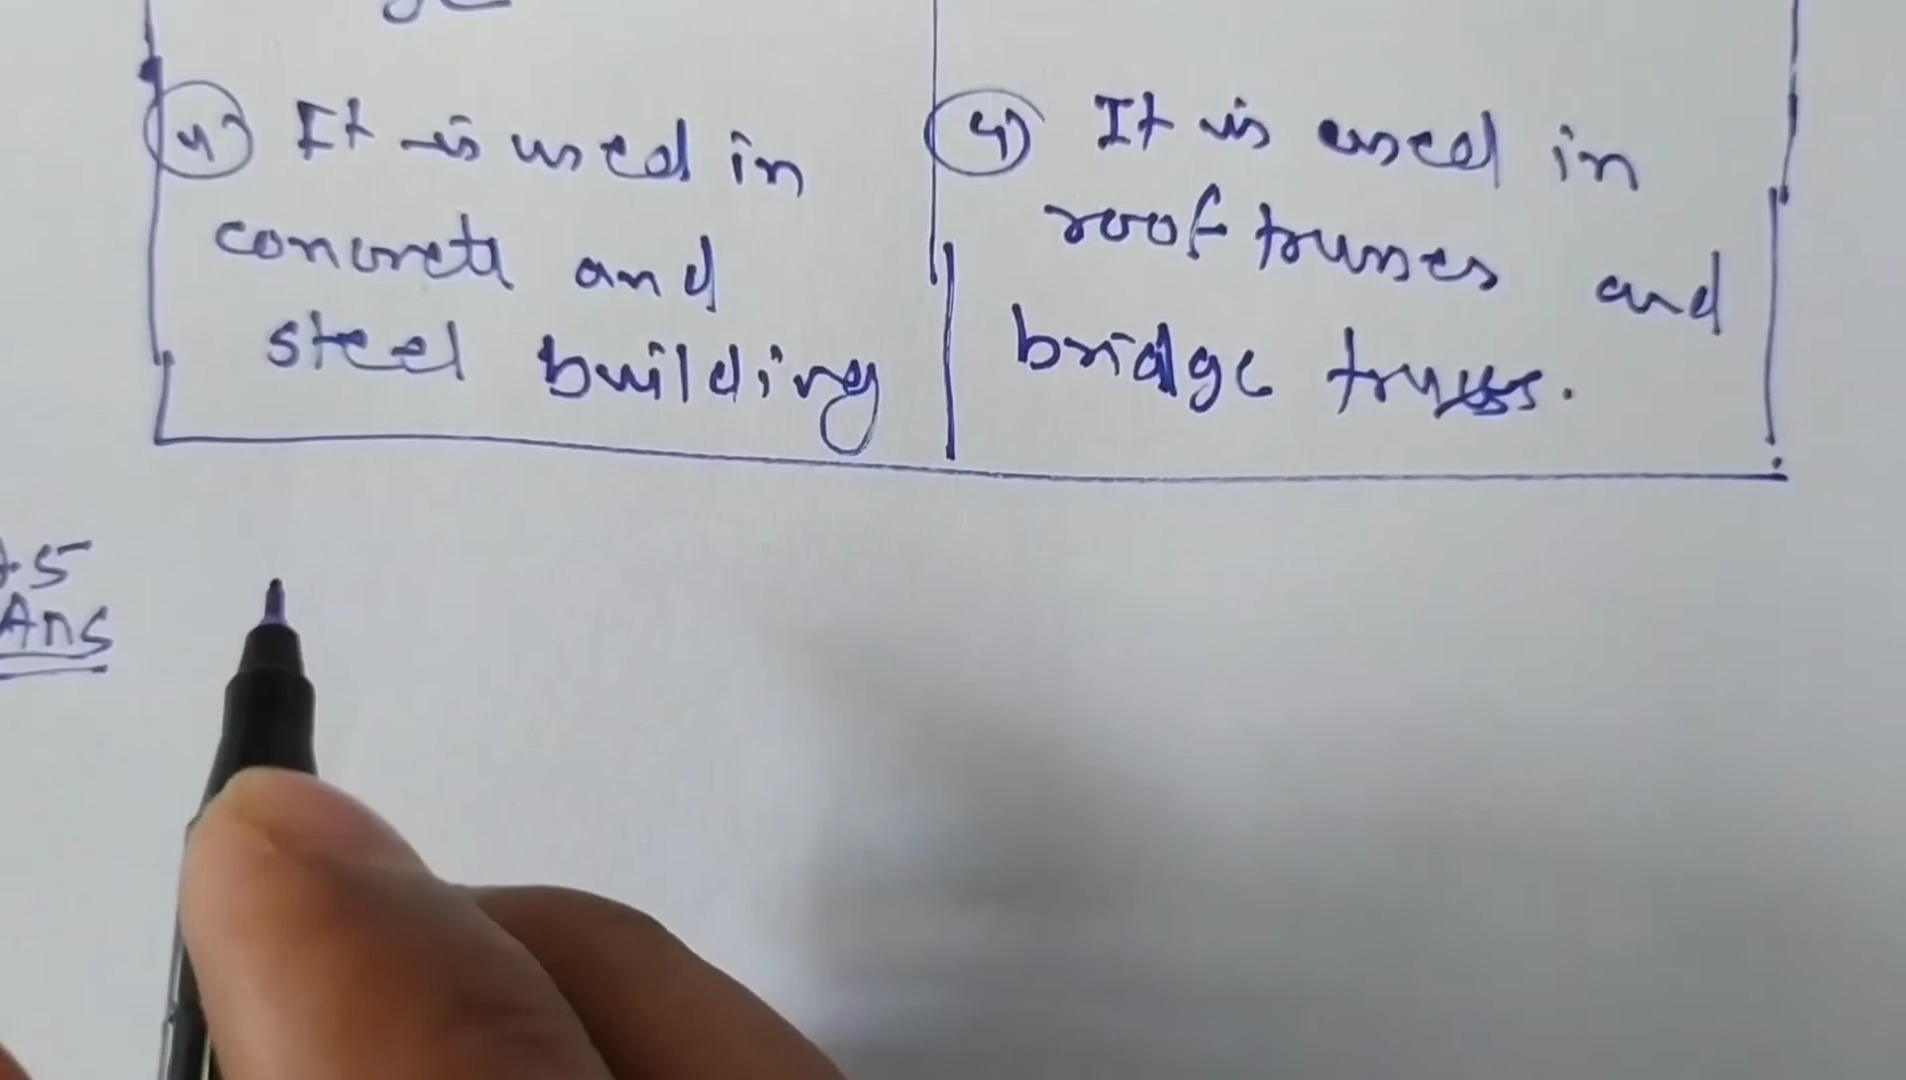 4) It is used in
concrete and
steel building
4) It is used in
roof trusses and
bridge truss.
.5
Ans